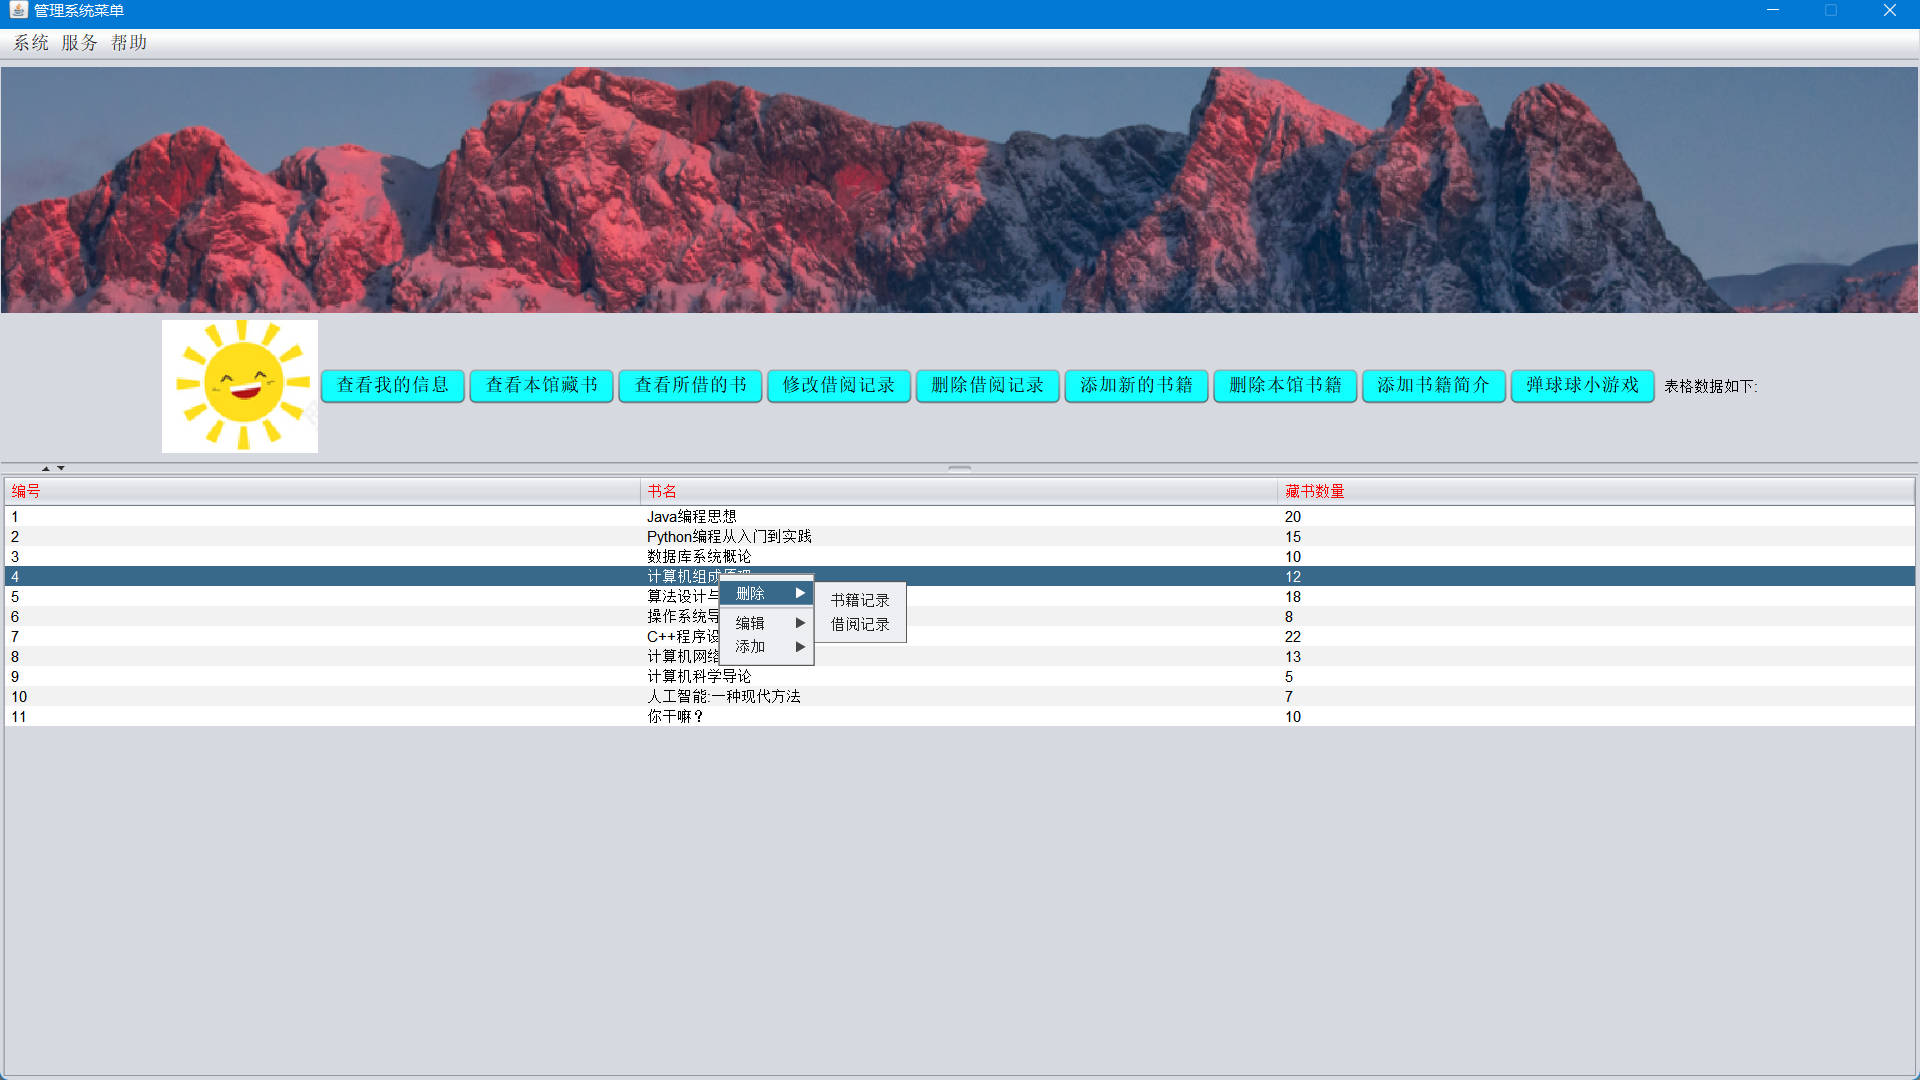 管理系统菜单
系统 服务 帮助
查看我的信息 查看本馆藏书 查看所借的书 修改借阅记录 删除借阅记录 添加新的书籍 删除本馆书籍 添加书籍简介 弹球球小游戏 表格数据如下:
编号 书名 藏书数量
1 Java编程思想 20
2 Python编程从入门到实践 15
3 数据库系统概论 10
4 计算机组成原理 12
5 算法设计与 18
6 操作系统导 8
7 C++程序设 22
8 计算机网络 13
9 计算机科学导论 5
10 人工智能:一种现代方法 7
11 你干嘛？ 10
删除
编辑
添加
书籍记录
借阅记录